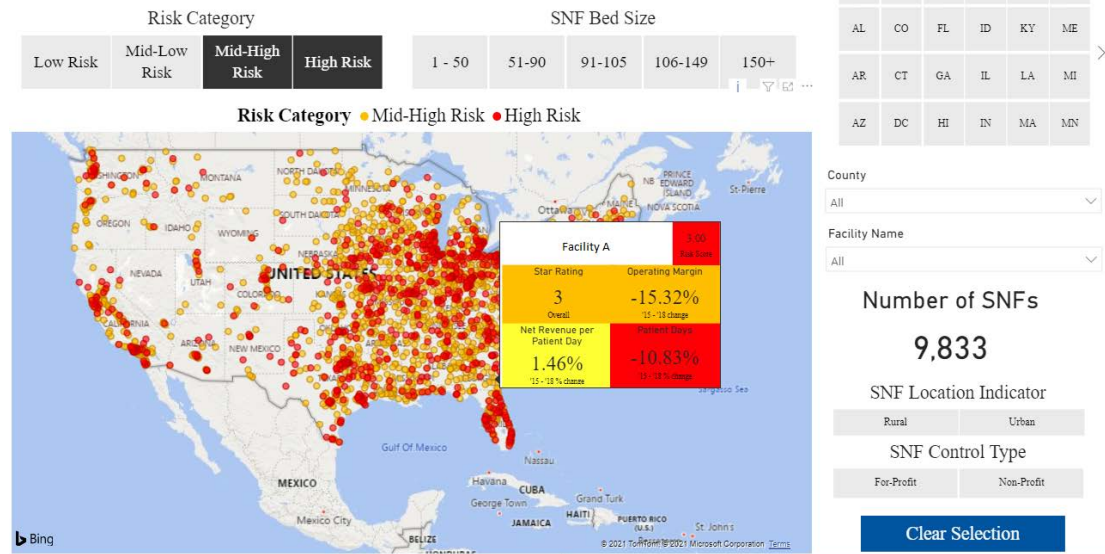 Risk Category
SNF Bed Size
Low Risk
Mid-Low
Risk
Mid-High
Risk
High Risk
1 - 50
51-90
91-105
106-149
150+
Risk Category Mid-High Risk High Risk
AL CO FL ID KY ME
AR CT GA IL LA MI
AZ DC HI IN MA MN
County
All
Facility Name
All
Number of SNFs
9,833
SNF Location Indicator
Rural
Urban
SNF Control Type
For-Profit
Non-Profit
Clear Selection
MONTANA
NORTH
MINNESOTA
OREGON
IDAHO
WYOMING
NEVADA
UTAH
UNITED STATES
NEW MEXICO
Ottawa
MAINE
NB
PRINCE
EDWARD
ISLAND
NOVA SCOTIA
St-Pierre
Facility A
3.00
Risk Score
Star Rating
3
Overall
Operating Margin
-15.32%
'15 - '18 change
Net Revenue per
Patient Day
1.46%
'15 - '18 % change
Patient Days
-10.83%
'15 - '18 % change
Sargasso Sea
Gulf Of Mexico
MEXICO
Mexico City
Nassau
Havana
CUBA
George Town
Grand Turk
JAMAICA
HAITI
PUERTO RICO
(U.S.)
St. John's
BELIZE
HONDURAS
Bing
© 2021 TomTom, © 2021 Microsoft Corporation Terms